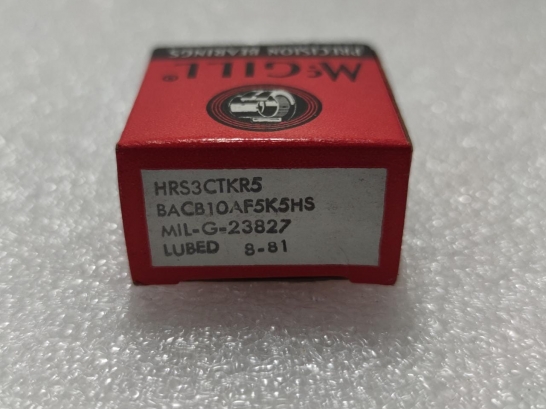 PRECISION BEARINGS
McGILL®
HRS3CTKR5
BACB10AF5K5HS
MIL-G-23827
LUBED 8-81